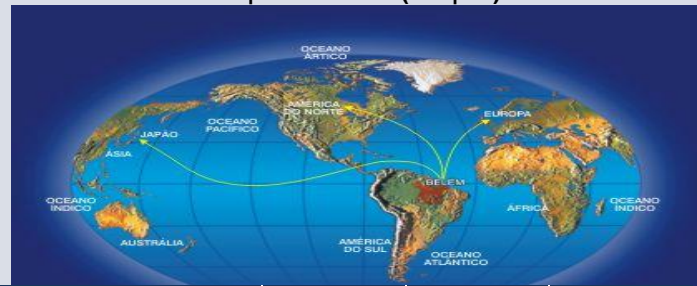 OCEANO
ÁRTICO
AMÉRICA
DO NORTE
EUROPA
OCEANO
PACÍFICO
JAPÃO
ÁSIA
BELEM
OCEANO
ÍNDICO
ÁFRICA
OCEANO
ÍNDICO
AUSTRÁLIA
AMÉRICA
DO SUL
OCEANO
ATLÂNTICO